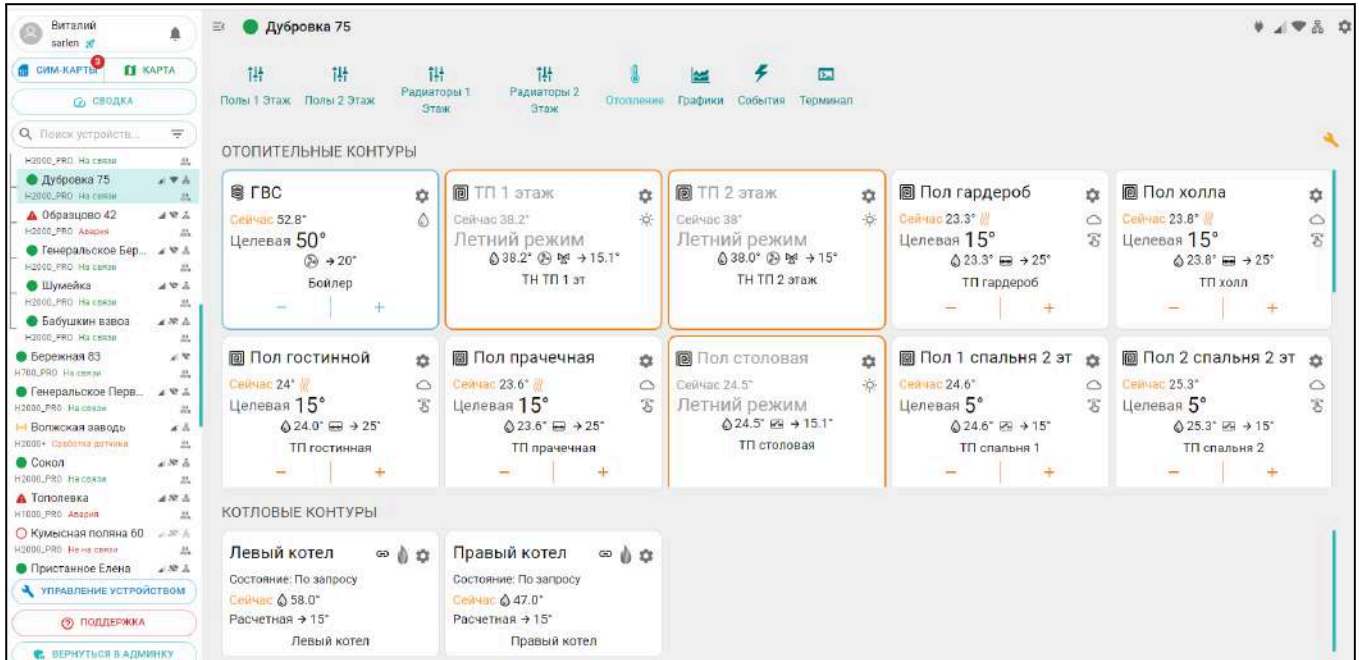 Виталий
sarlen
СИМ-КАРТЫ
3
КАРТА
СВОДКА
Поиск устройств...
H2000_PRO На связи
Дубровка 75
H2000_PRO На связи
Образцово 42
H2000_PRO Авария
Генеральское Бер...
H2000_PRO На связи
Шумейка
H2000_PRO На связи
Бабушкин взвоз
H2000_PRO На связи
Бережная 83
H700_PRO На связи
Генеральское Перв...
H2000_PRO На связи
Волжская заводь
H2000+ Сработка датчика
Сокол
H2000_PRO На связи
Тополевка
H1000_PRO Авария
Кумысная поляна 60
H2000_PRO Не на связи
Пристанное Елена
УПРАВЛЕНИЕ УСТРОЙСТВОМ
ПОДДЕРЖКА
ВЕРНУТЬСЯ В АДМИНКУ
Дубровка 75
Полы 1 Этаж
Полы 2 Этаж
Радиаторы 1
Этаж
Радиаторы 2
Этаж
Отопление
Графики
События
Терминал
ОТОПИТЕЛЬНЫЕ КОНТУРЫ
ГВС
Сейчас 52.8°
Целевая 50°
→ 20°
Бойлер
− +
ТП 1 этаж
Сейчас 38.2°
Летний режим
38.2° → 15.1°
ТН ТП 1 эт
ТП 2 этаж
Сейчас 38°
Летний режим
38.0° → 15°
ТН ТП 2 этаж
Пол гардероб
Сейчас 23.3°
Целевая 15°
23.3° → 25°
ТП гардероб
− +
Пол холла
Сейчас 23.8°
Целевая 15°
23.8° → 25°
ТП холл
− +
Пол гостинной
Сейчас 24°
Целевая 15°
24.0° → 25°
ТП гостинная
− +
Пол прачечная
Сейчас 23.6°
Целевая 15°
23.6° → 25°
ТП прачечная
− +
Пол столовая
Сейчас 24.5°
Летний режим
24.5° → 15.1°
ТП столовая
Пол 1 спальня 2 эт
Сейчас 24.6°
Целевая 5°
24.6° → 15°
ТП спальня 1
− +
Пол 2 спальня 2 эт
Сейчас 25.3°
Целевая 5°
25.3° → 15°
ТП спальня 2
− +
КОТЛОВЫЕ КОНТУРЫ
Левый котел
Состояние: По запросу
Сейчас 58.0°
Расчетная → 15°
Левый котел
Правый котел
Состояние: По запросу
Сейчас 47.0°
Расчетная → 15°
Правый котел